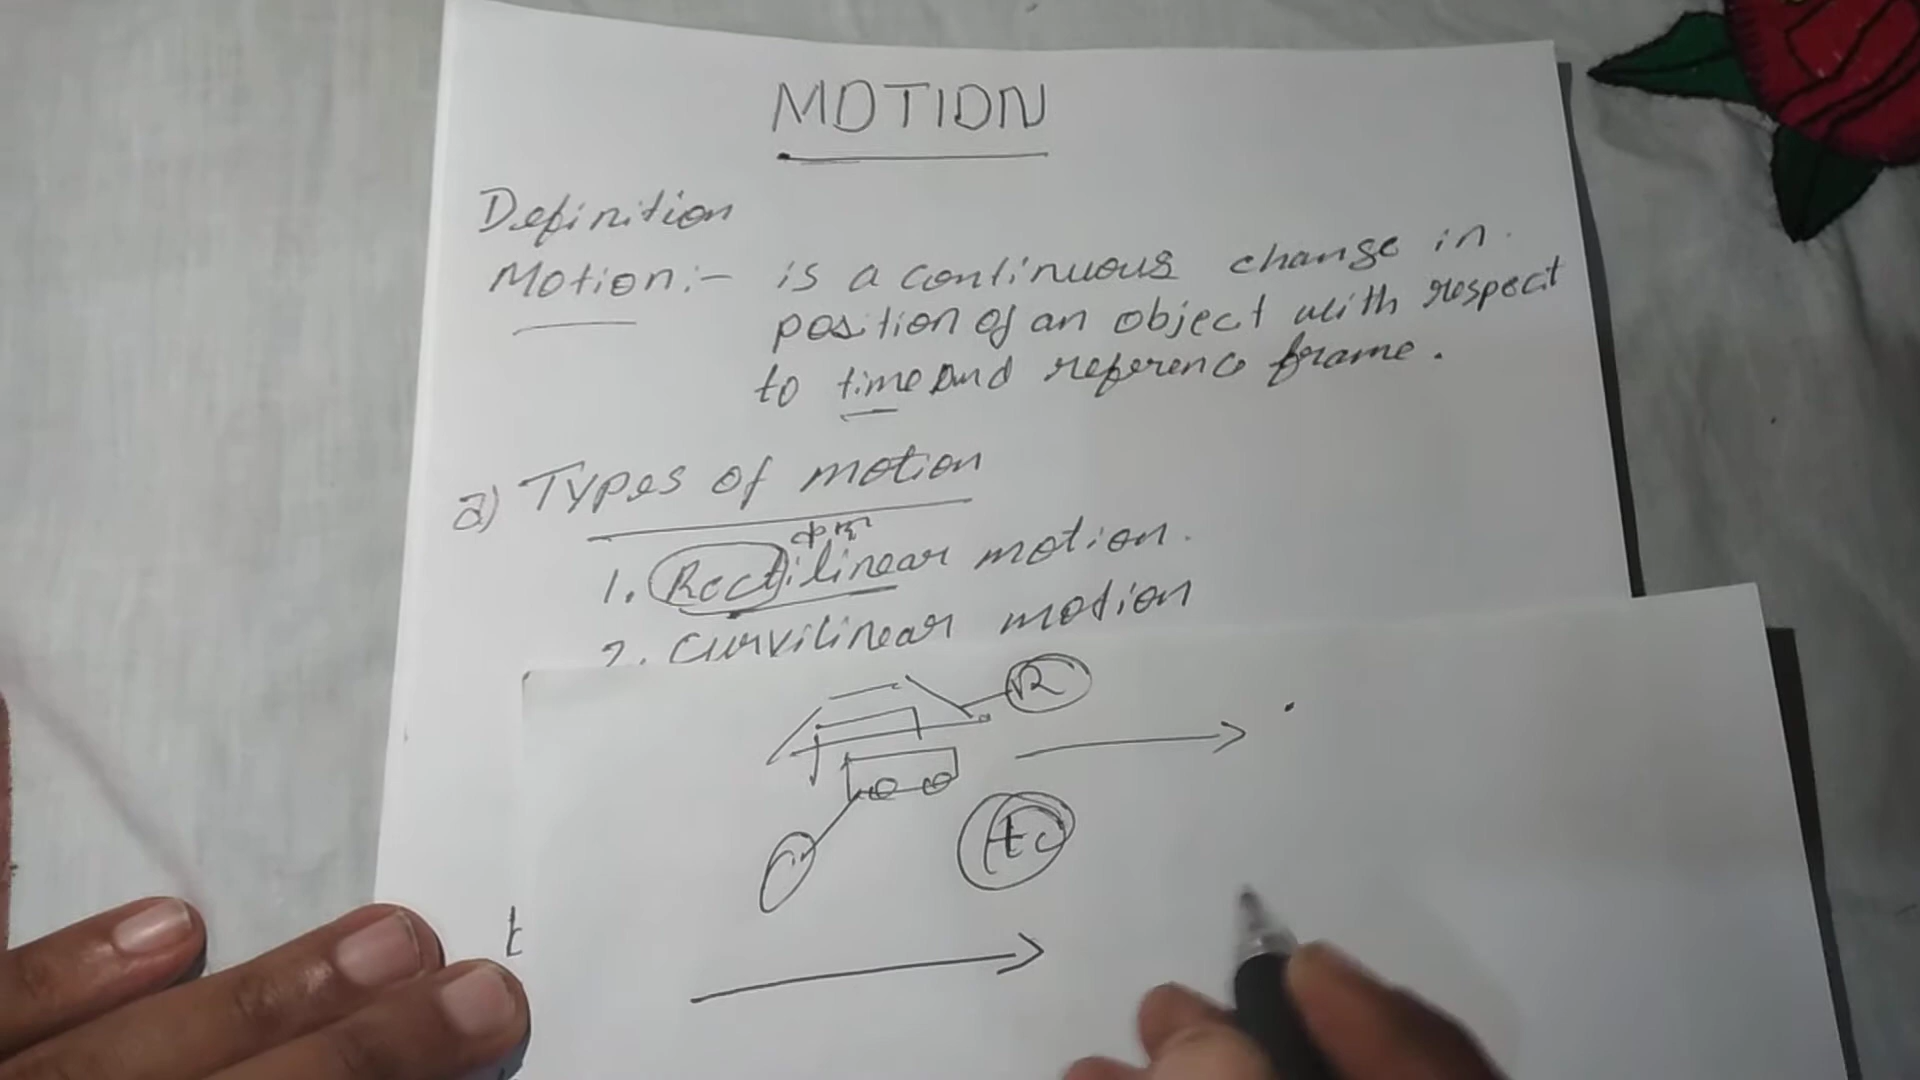 MOTION
Definition
Motion:- is a continuous change in
position of an object with respect
to time and reference frame.
a) Types of motion
1. Rectilinear motion.
2. Curvilinear motion
R
t